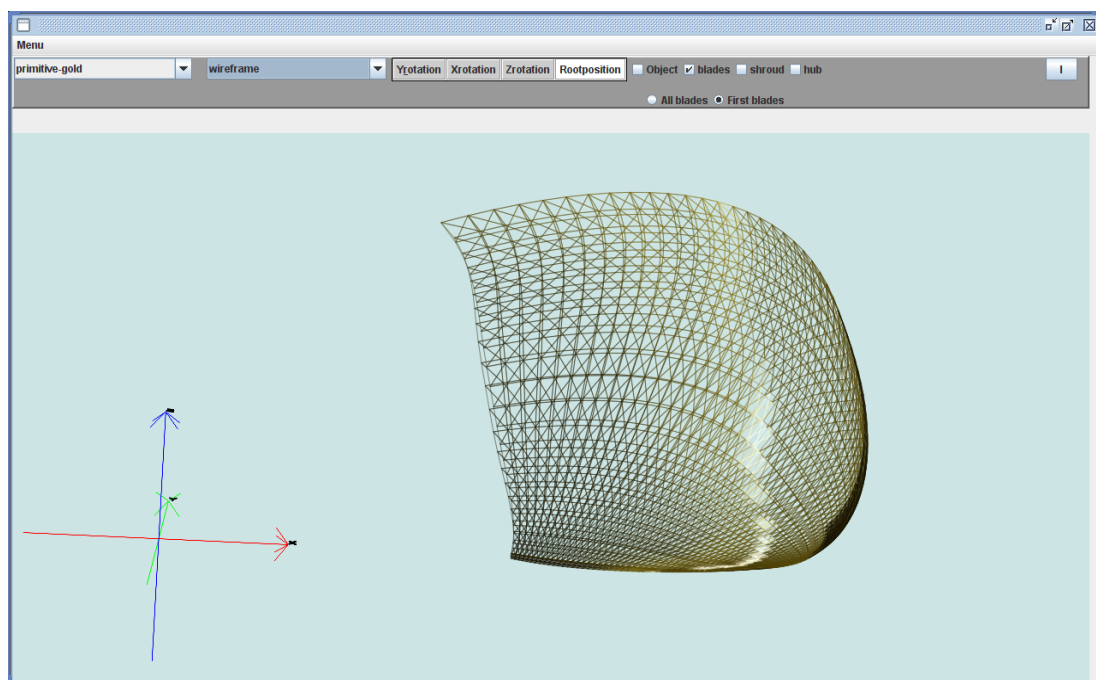 Menu
primitive-gold wireframe Yrotation Xrotation Zrotation Rootposition Object blades shroud hub I
All blades First blades